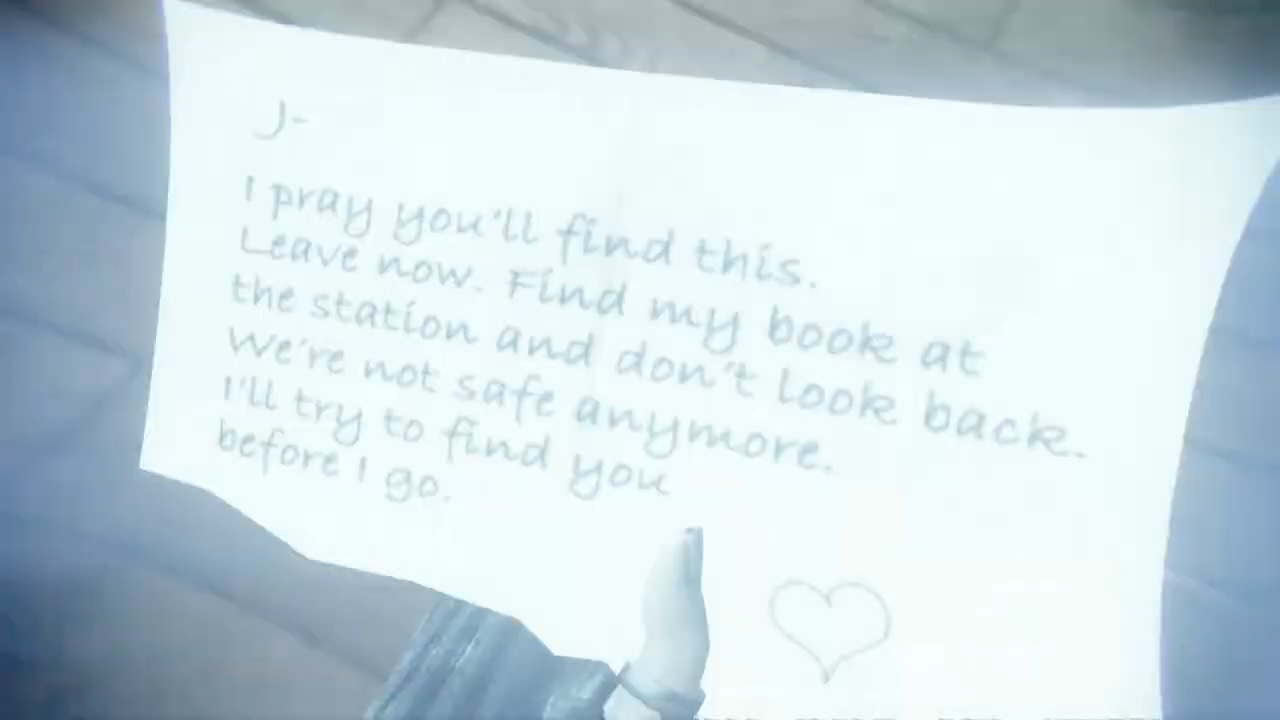 J-
I pray you'll find this.
Leave now. Find my book at
the station and don't look back.
We're not safe anymore.
I'll try to find you
before I go.